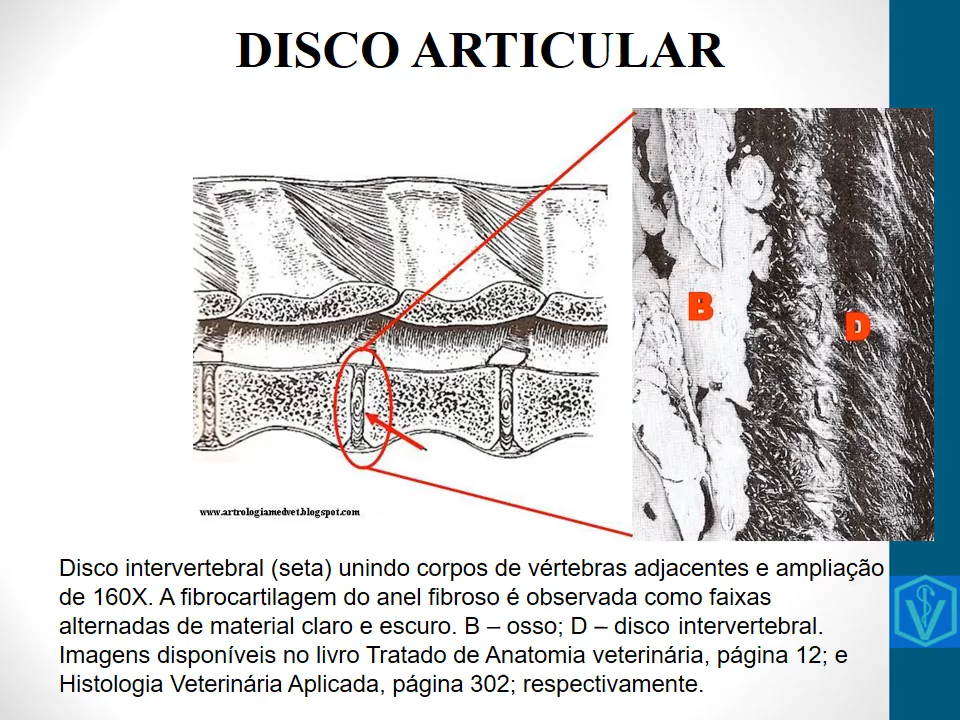 DISCO ARTICULAR
B
D
www.artrologiamedvet.blogspot.com
Disco intervertebral (seta) unindo corpos de vértebras adjacentes e ampliação
de 160X. A fibrocartilagem do anel fibroso é observada como faixas
alternadas de material claro e escuro. B – osso; D – disco intervertebral.
Imagens disponíveis no livro Tratado de Anatomia veterinária, página 12; e
Histologia Veterinária Aplicada, página 302; respectivamente.